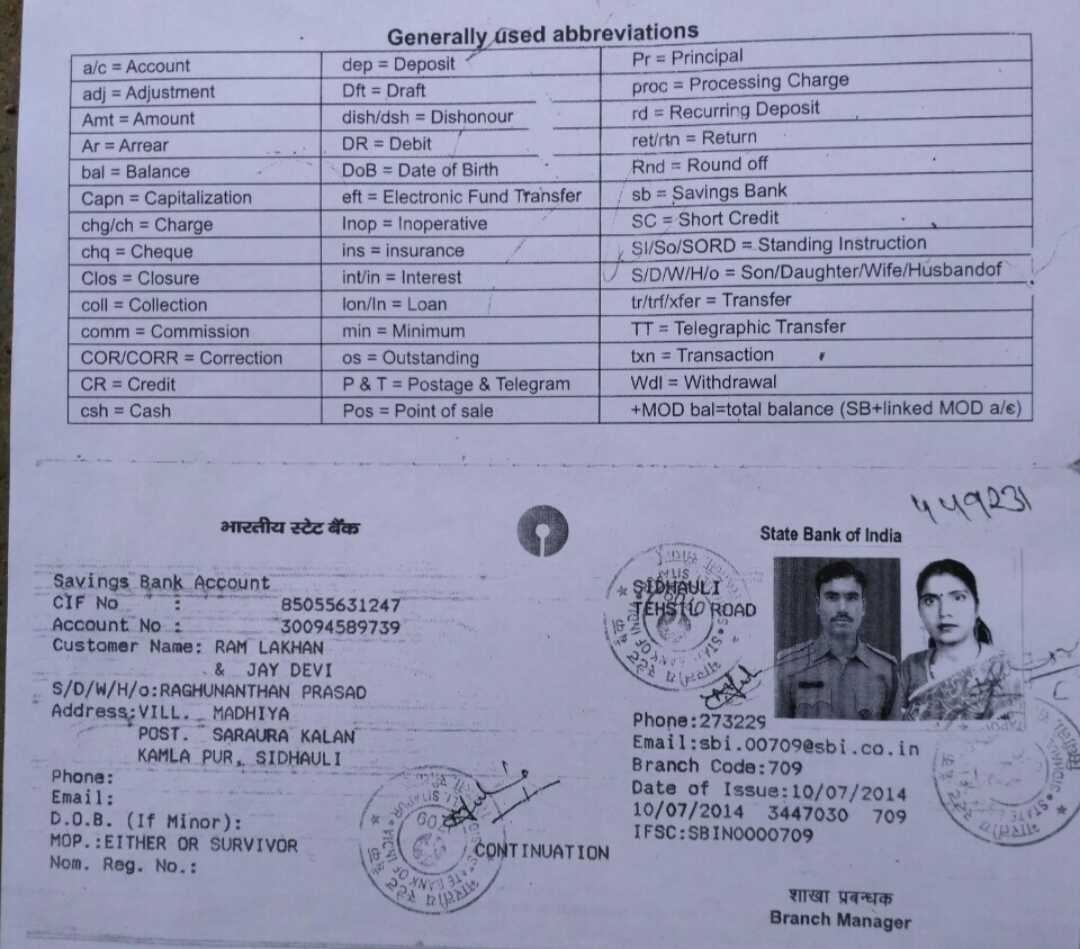 Generally used abbreviations
a/c = Account
adj = Adjustment
Amt = Amount
Ar = Arrear
bal = Balance
Capn = Capitalization
chg/ch = Charge
chq = Cheque
Clos = Closure
coll = Collection
comm = Commission
COR/CORR = Correction
CR = Credit
csh = Cash
dep = Deposit
Dft = Draft
dish/dsh = Dishonour
DR = Debit
DoB = Date of Birth
eft = Electronic Fund Transfer
Inop = Inoperative
ins = insurance
int/in = Interest
lon/ln = Loan
min = Minimum
os = Outstanding
P & T = Postage & Telegram
Pos = Point of sale
Pr = Principal
proc = Processing Charge
rd = Recurring Deposit
ret/rtn = Return
Rnd = Round off
sb = Savings Bank
SC = Short Credit
SI/So/SORD = Standing Instruction
S/D/W/H/o = Son/Daughter/Wife/Husbandof
tr/trf/xfer = Transfer
TT = Telegraphic Transfer
txn = Transaction
Wdl = Withdrawal
+MOD bal=total balance (SB+linked MOD a/c)
भारतीय स्टेट बैंक
Savings Bank Account
CIF No : 85055631247
Account No : 30094589739
Customer Name: RAM LAKHAN
& JAY DEVI
S/D/W/H/o:RAGHUNANTHAN PRASAD
Address:VILL. MADHIYA
POST. SARAURA KALAN
KAMLA PUR, SIDHAULI
Phone:
Email:
D.O.B. (If Minor):
MOP.:EITHER OR SURVIVOR
Nom. Reg. No.:
CONTINUATION
State Bank of India
SIDHAULI
TEHSIL ROAD
Phone:273229
Email:sbi.00709@sbi.co.in
Branch Code:709
Date of Issue:10/07/2014
10/07/2014 3447030 709
IFSC:SBIN0000709
शाखा प्रबन्धक
Branch Manager